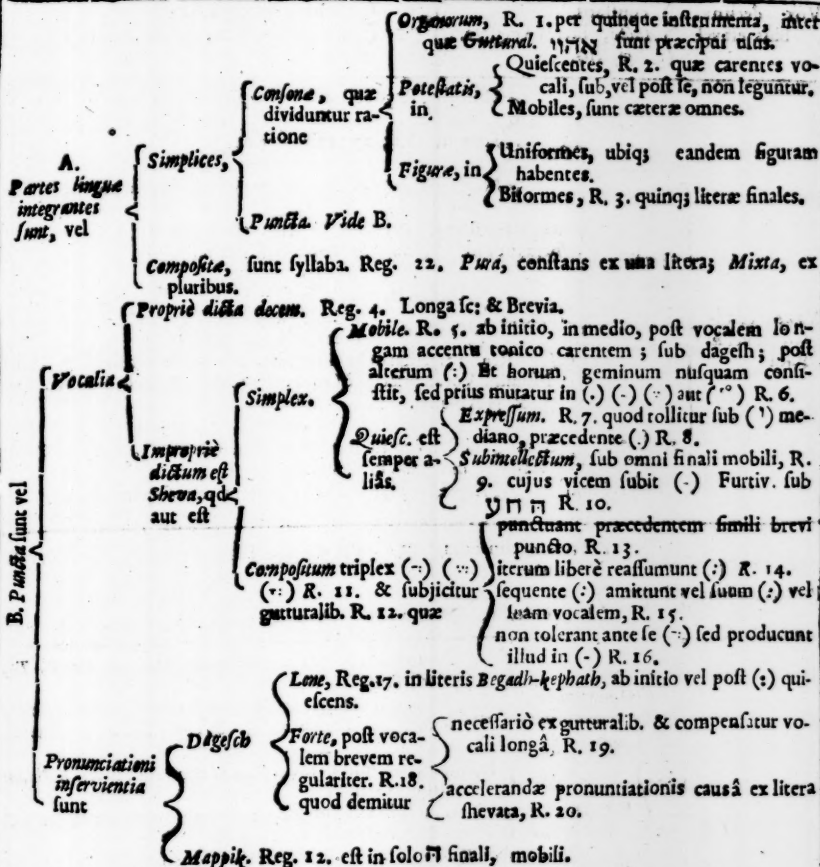 Organorum, R. 1. per quinque inſtrumenta, inter
quæ Guttural. אהוי ſunt præcipui uſus.
Conſonæ, quæ
dividuntur ra-
tione
Poteſtatis,
in
Quieſcentes, R. 2. quæ carentes vo-
cali, ſub, vel poſt ſe, non leguntur.
Mobiles, ſunt cæteræ omnes.
Figuræ, in
Uniformes, ubiq; eandem figuram
habentes.
Biformes, R. 3. quinq; literæ finales.
A.
Partes linguæ
integrantes
ſunt, vel
Simplices,
Puncta. Vide B.
Compoſitæ, ſunt ſyllaba. Reg. 22. Pura, conſtans ex una litera; Mixta, ex
pluribus.
B. Puncta ſunt vel
Vocalia
Propriè dicta decem. Reg. 4. Longa ſc: & Brevia.
Impropriè
dictum eſt
Sheva, qd
aut eſt
Simplex.
Mobile. R. 5. ab initio, in medio, poſt vocalem lon-
gam accentu tonico carentem; ſub dageſh; poſt
alterum (:) Et horum, geminum nuſquam conſi-
ſtit, ſed prius mutatur in (.) (-) (∵) aut R. 6.
Quieſc. eſt
ſemper a-
liàs.
Expreſſum. R. 7. quod tollitur ſub (י) me-
diano, præcedente (.) R. 8.
Subintellectum, ſub omni finali mobili, R.
9. cujus vicem ſubit (-) Furtiv. ſub
ה ח ע R. 10.
Compoſitum triplex (-:) (∵:)
(ָ:) R. 11. & ſubjicitur
gutturalib. R. 12. quæ
punctuant præcedentem ſimili brevi
puncto, R. 13.
iterum liberè reaſſumunt (:) R. 14.
ſequente (:) amittunt vel ſuum (:) vel
ſuam vocalem, R. 15.
non tolerant ante ſe (-:) ſed producunt
illud in (-) R. 16.
Pronunciationi
inſervientia
ſunt
Dageſch
Lene, Reg. 17. in literis Begadh-kephath, ab initio vel poſt (:) qui-
eſcens.
Forte, poſt voca-
lem brevem re-
gulariter. R. 18.
quod demitur
neceſſariò ex gutturalib. & compenſatur vo-
cali longâ, R. 19.
accelerandæ pronuntiationis causâ ex litera
ſhevata, R. 20.
Mappik. Reg. 12. eſt in ſolo ה finali, mobili.